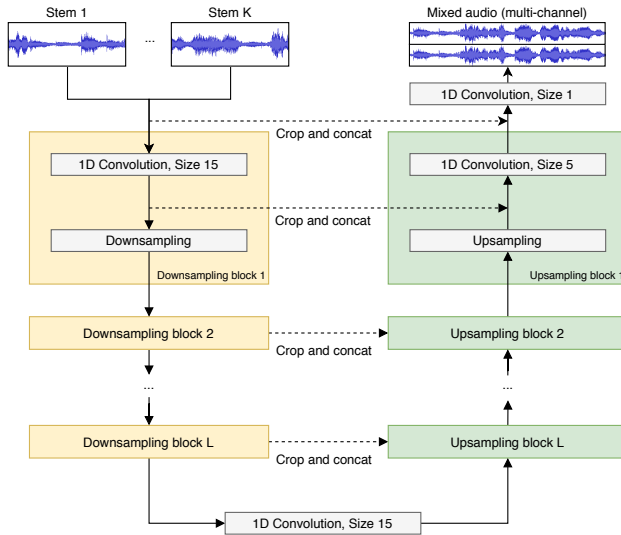 Stem 1
...
Stem K
Mixed audio (multi-channel)
1D Convolution, Size 1
Crop and concat
1D Convolution, Size 15
1D Convolution, Size 5
Crop and concat
Downsampling
Upsampling
Downsampling block 1
Upsampling block 1
Downsampling block 2
Upsampling block 2
Crop and concat
...
...
Downsampling block L
Upsampling block L
Crop and concat
1D Convolution, Size 15